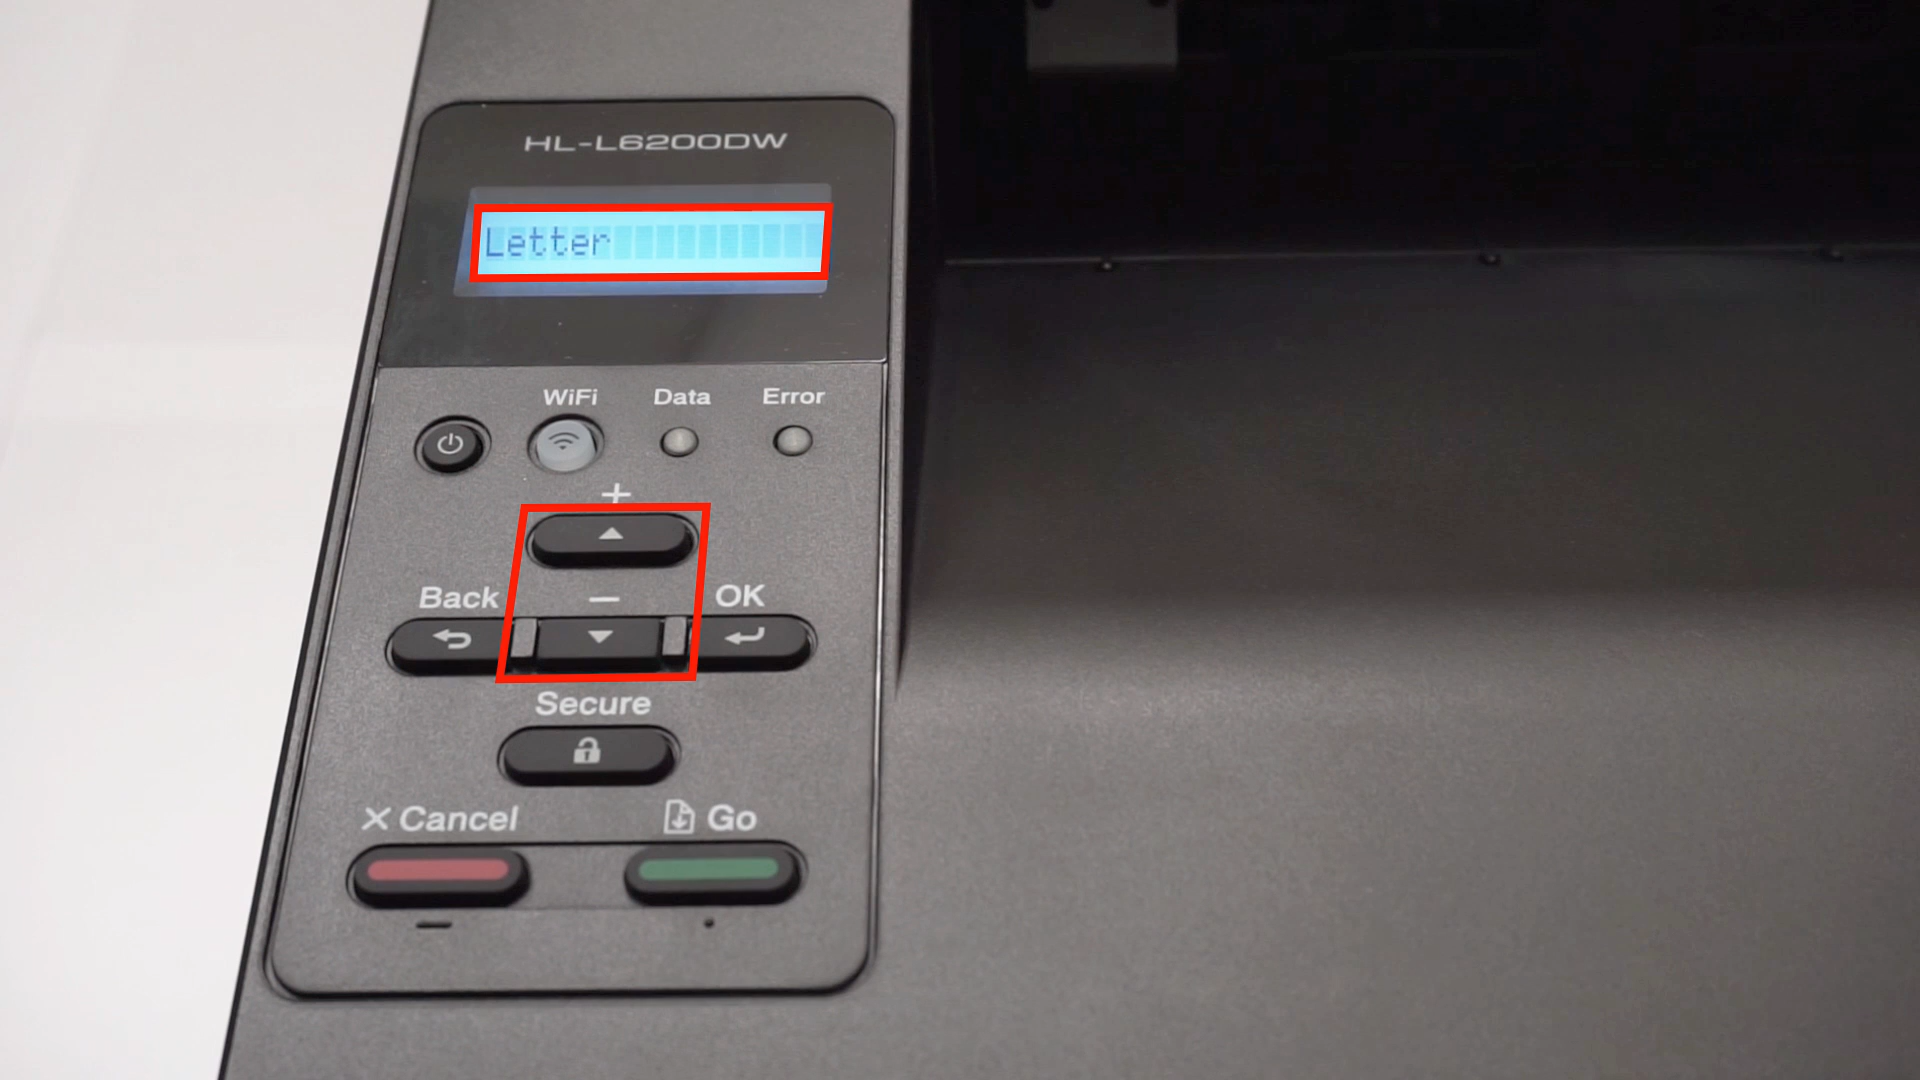 HL-L6200DW
Letter
WiFi Data Error
+
Back – OK
Secure
X Cancel Go